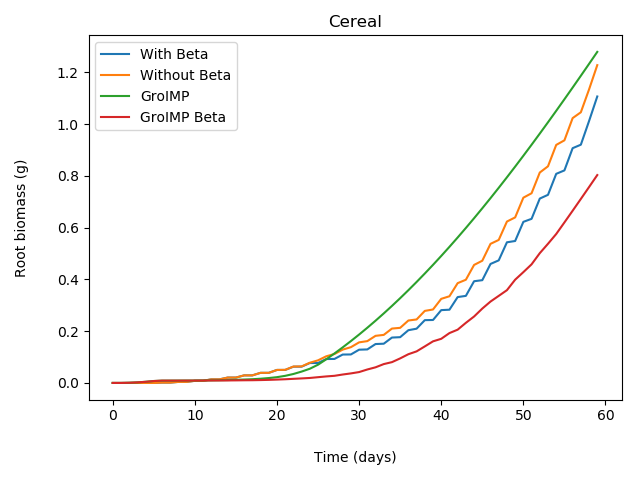 Cereal
With Beta
Without Beta
GroIMP
GroIMP Beta
Root biomass (g)
1.2
1.0
0.8
0.6
0.4
0.2
0.0
0 10 20 30 40 50 60
Time (days)